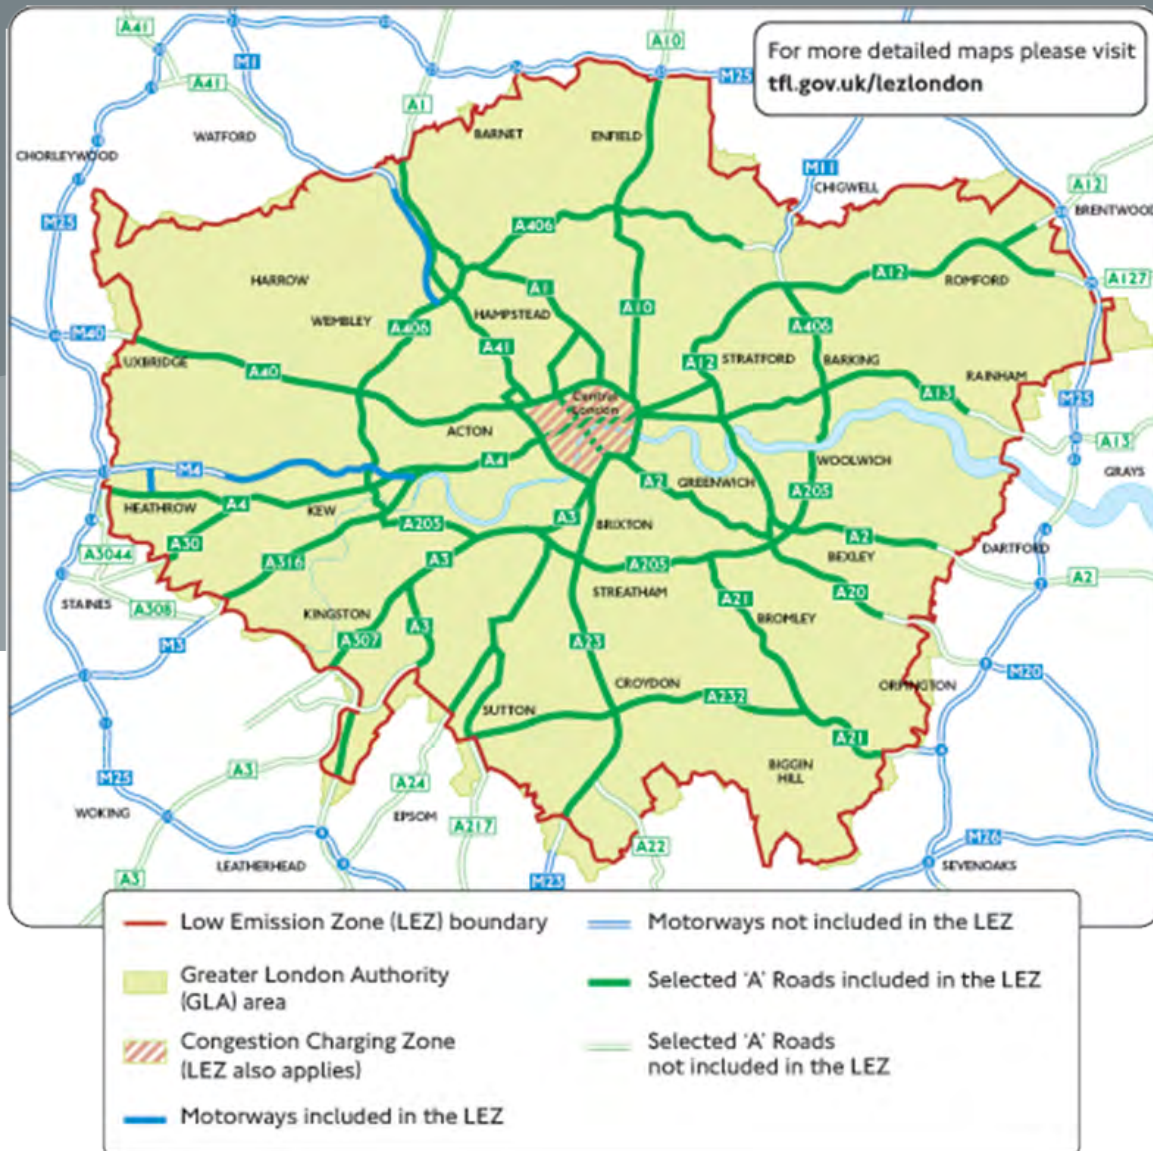 For more detailed maps please visit
tfl.gov.uk/lezlondon
A41
M1
A41
A1
A10
M25
WATFORD
BARNET
ENFIELD
CHORLEYWOOD
M11
CHIGWELL
A12
BRENTWOOD
M25
A406
HARROW
A1
A12
ROMFORD
A127
WEMBLEY
A406
HAMPSTEAD
A10
A406
M40
A41
UXBRIDGE
A40
A12
STRATFORD
BARKING
RAINHAM
Central
London
A13
M25
ACTON
A13
M4
A4
WOOLWICH
GRAYS
A2
GREENWICH
A205
HEATHROW
A4
KEW
A205
A3
BRIXTON
A3044
A30
A316
A3
A205
A2
BEXLEY
DARTFORD
A2
STAINES
A308
STREATHAM
A21
A20
KINGSTON
A307
A3
BROMLEY
M3
A23
M20
CROYDON
A232
ORPINGTON
SUTTON
A21
M25
A3
A24
BIGGIN
HILL
WOKING
EPSOM
A217
A22
M26
LEATHERHEAD
SEVENOAKS
A3
M23
Low Emission Zone (LEZ) boundary
Greater London Authority
(GLA) area
Congestion Charging Zone
(LEZ also applies)
Motorways included in the LEZ
Motorways not included in the LEZ
Selected 'A' Roads included in the LEZ
Selected 'A' Roads
not included in the LEZ